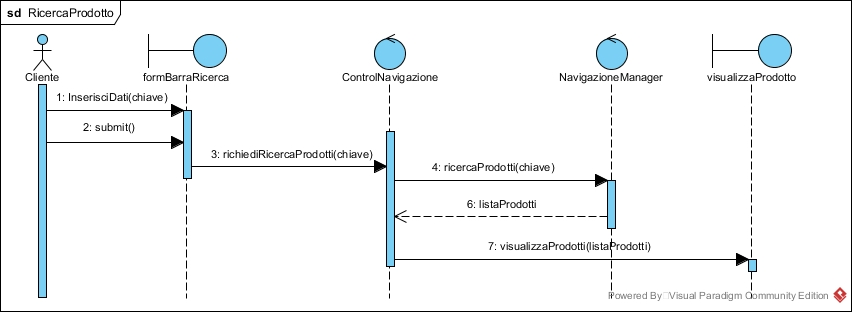 sd RicercaProdotto
Cliente
formBarraRicerca
ControlNavigazione
NavigazioneManager
visualizzaProdotto
1: InserisciDati(chiave)
2: submit()
3: richiediRicercaProdotti(chiave)
4: ricercaProdotti(chiave)
6: listaProdotti
7: visualizzaProdotti(listaProdotti)
Powered By Visual Paradigm Community Edition